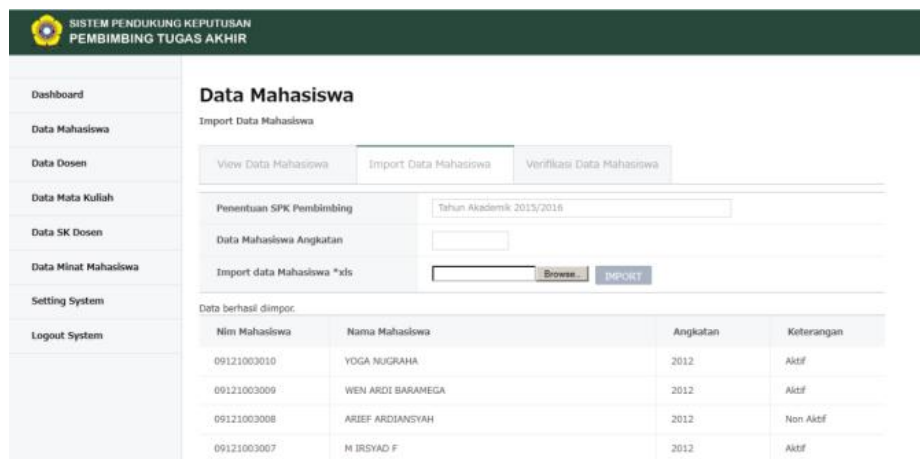 SISTEM PENDUKUNG KEPUTUSAN
PEMBIMBING TUGAS AKHIR
Dashboard
Data Mahasiswa
Data Dosen
Data Mata Kuliah
Data SK Dosen
Data Minat Mahasiswa
Setting System
Logout System
Data Mahasiswa
Import Data Mahasiswa
View Data Mahasiswa Import Data Mahasiswa Verifikasi Data Mahasiswa
Penentuan SPK Pembimbing Tahun Akademik 2015/2016
Data Mahasiswa Angkatan
Import data Mahasiswa *xls Browse... IMPORT
Data berhasil diimpor.
Nim Mahasiswa Nama Mahasiswa Angkatan Keterangan
09121003010 YOGA NUGRAHA 2012 Aktif
09121003009 WEN ARDI BARAMEGA 2012 Aktif
09121003008 ARIEF ARDIANSYAH 2012 Non Aktif
09121003007 M IRSYAD F 2012 Aktif